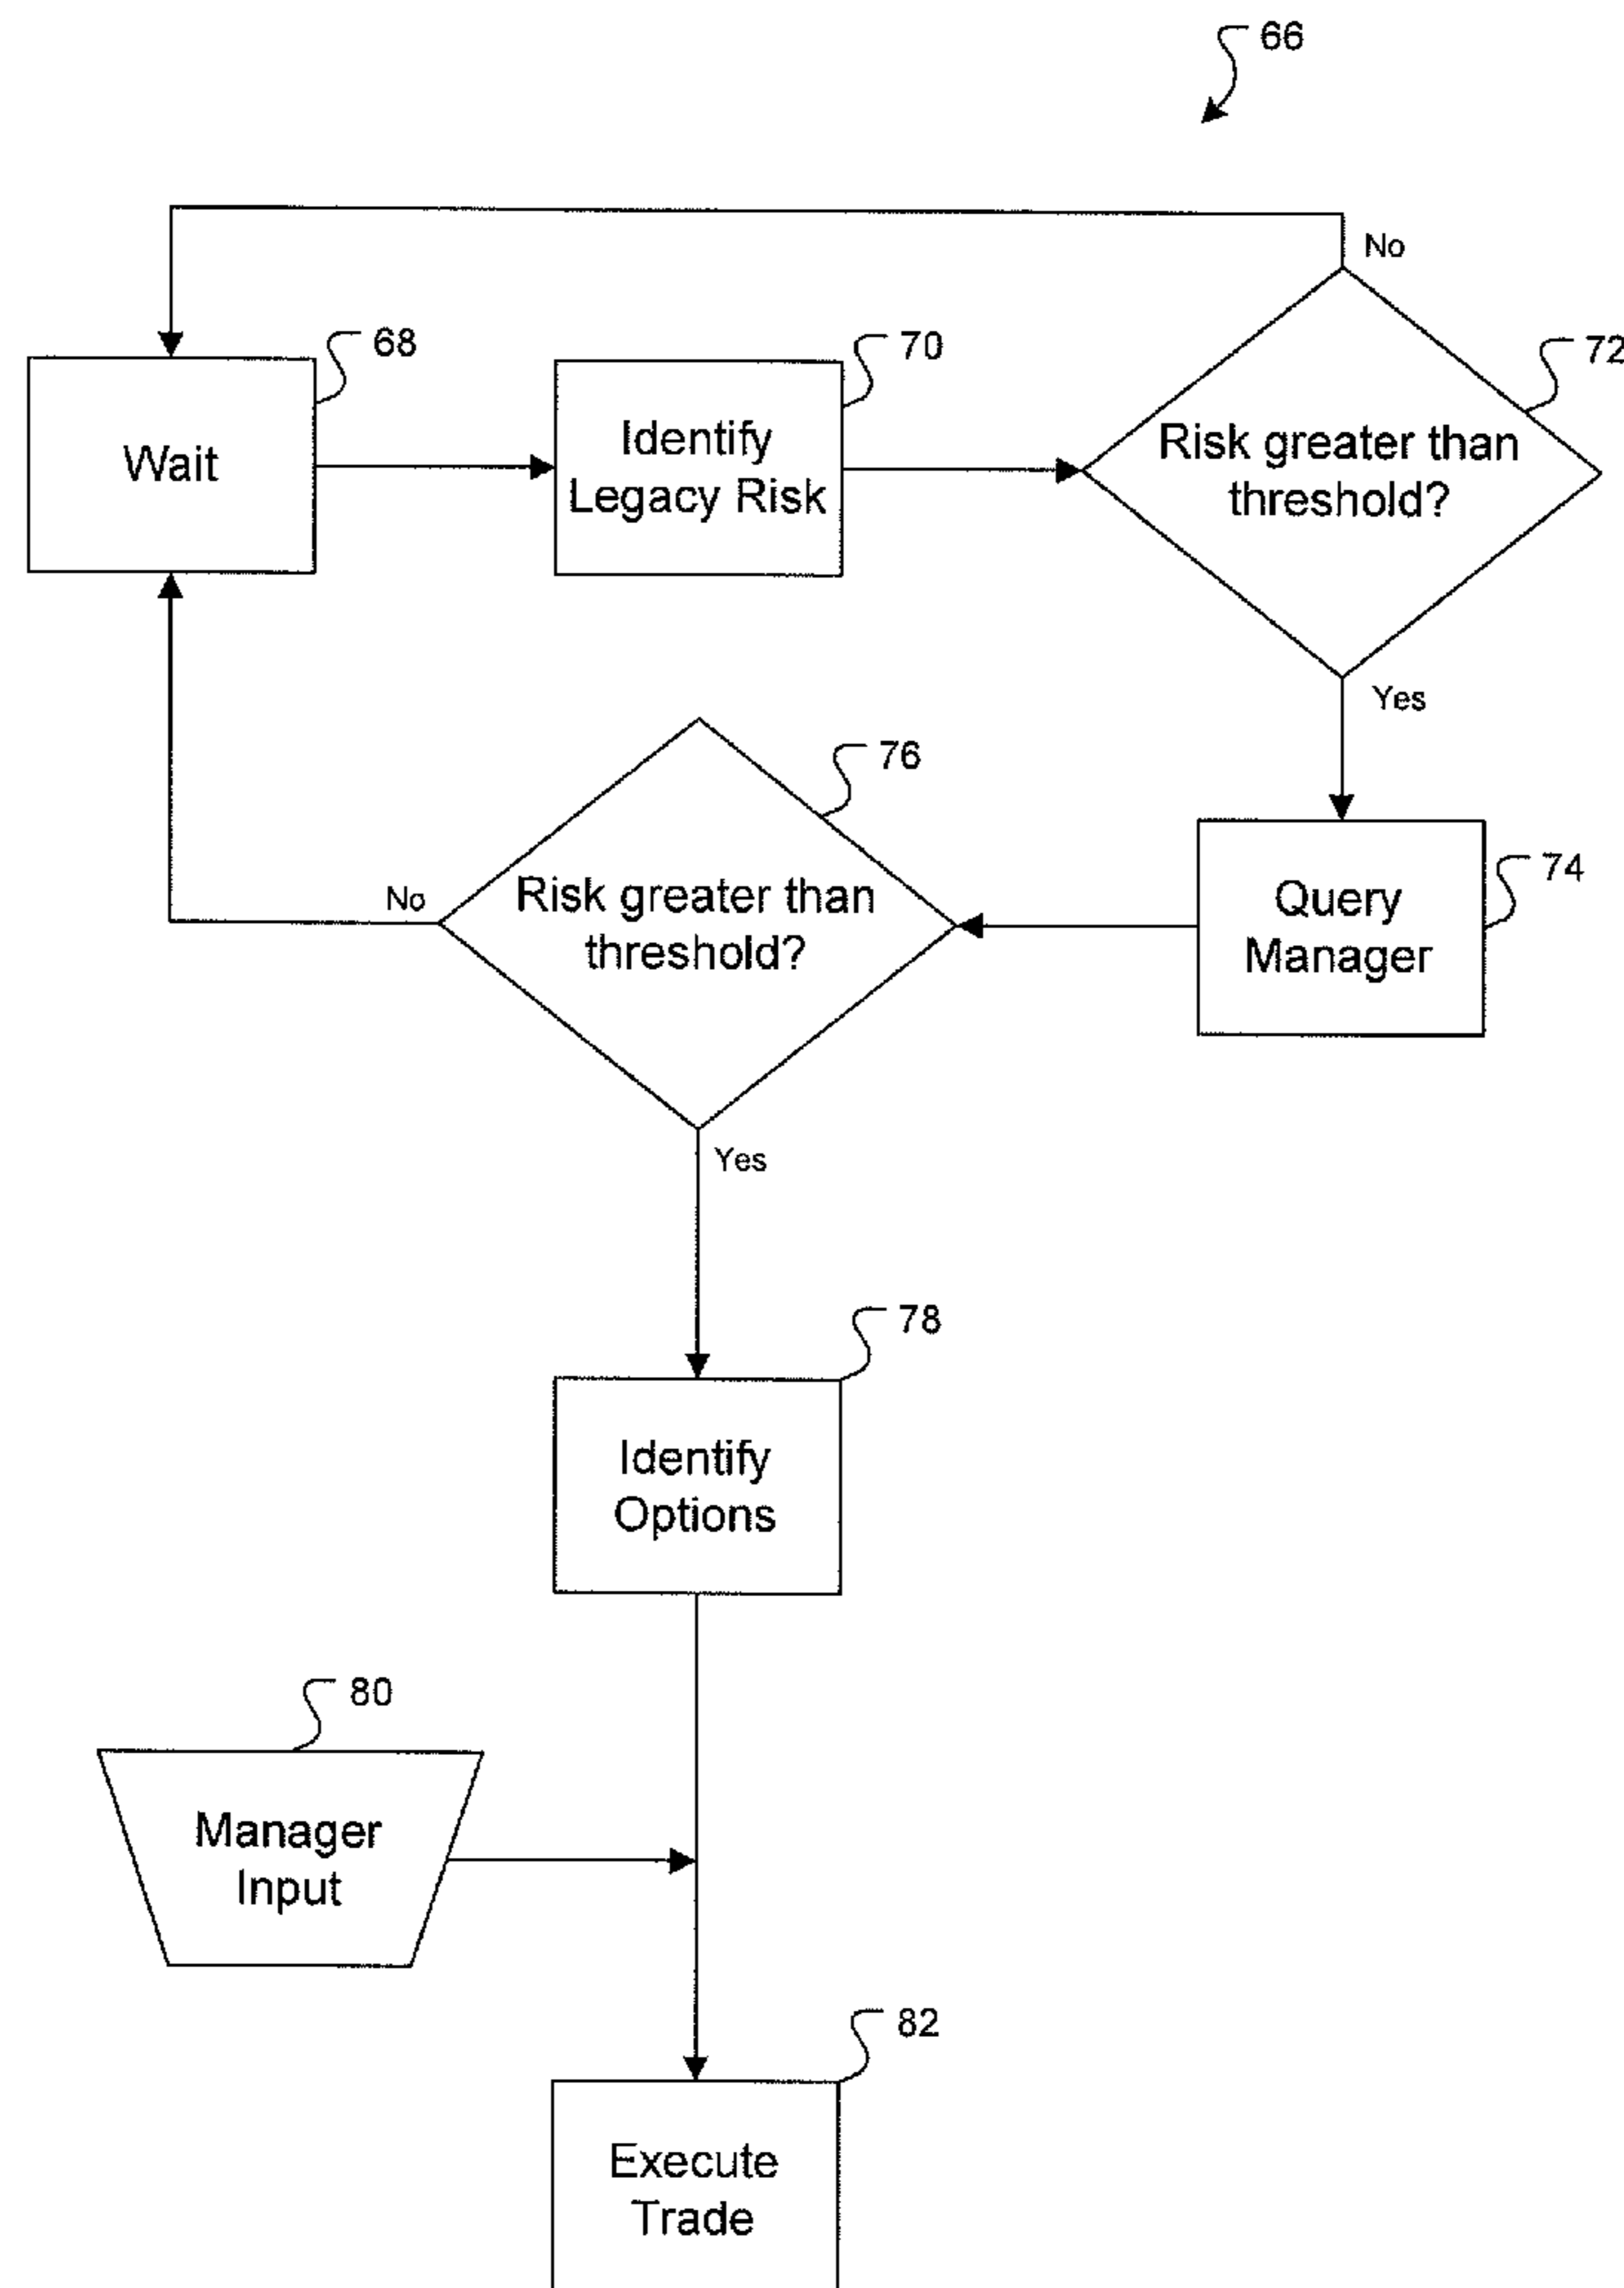 66
No
68
70
72
Wait
Identify
Legacy Risk
Risk greater than
threshold?
Yes
76
74
No
Risk greater than
threshold?
Query
Manager
Yes
78
Identify
Options
80
Manager
Input
82
Execute
Trade